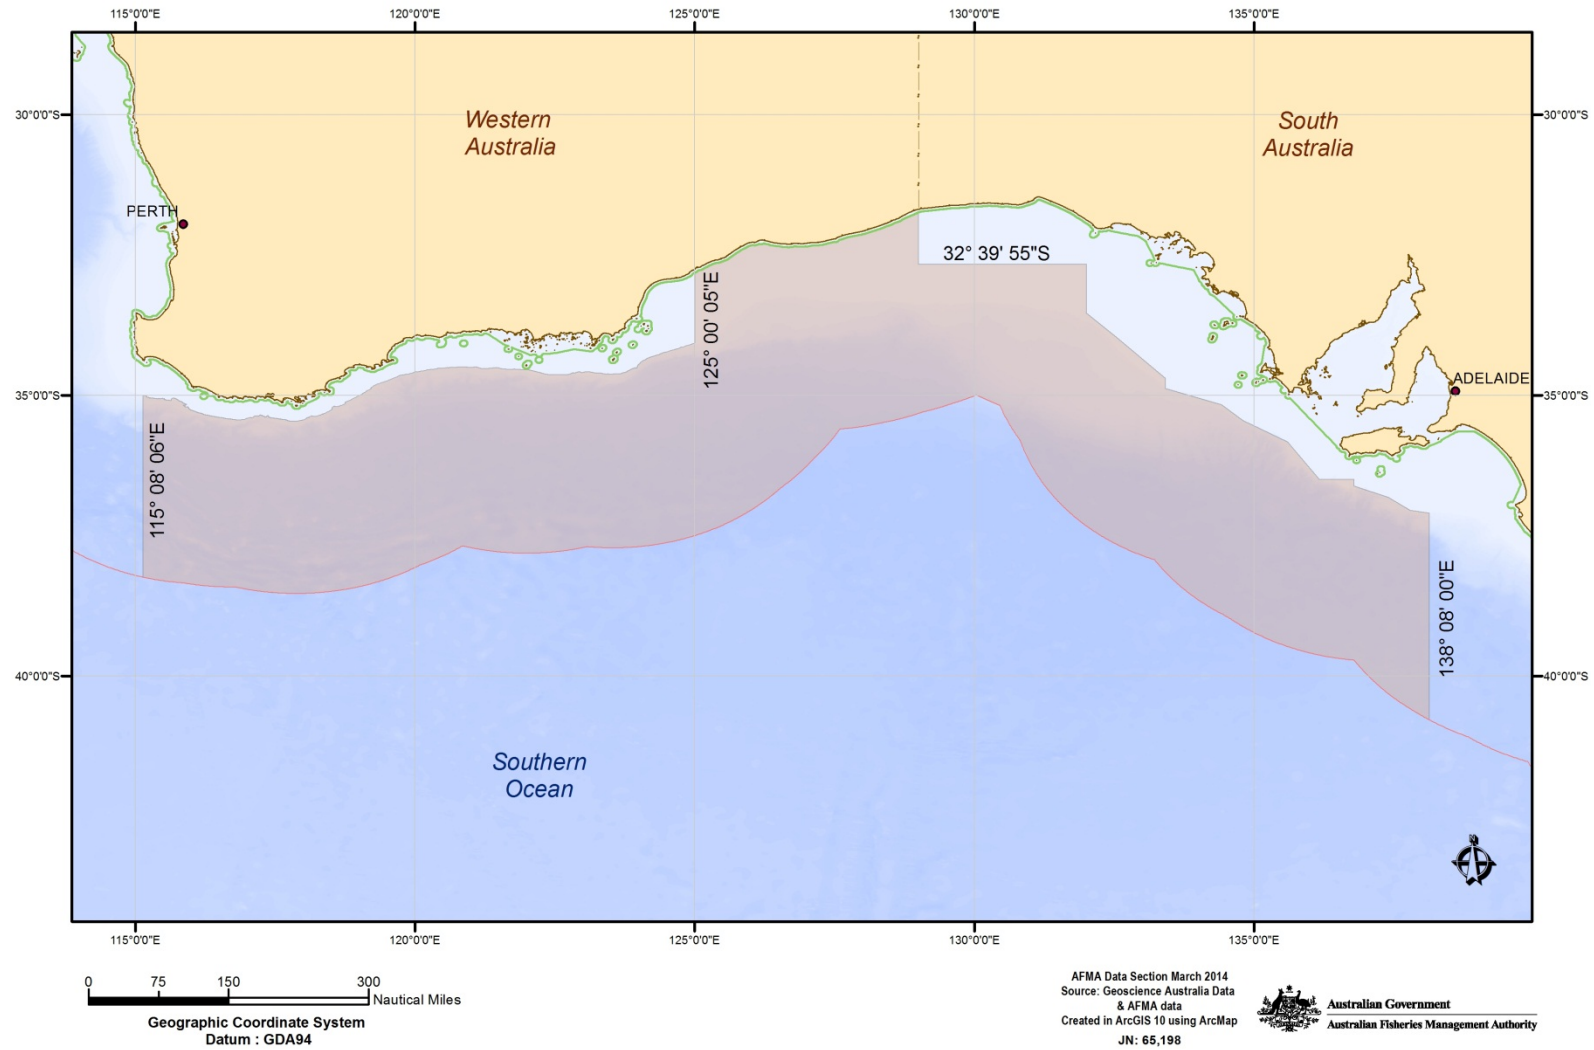 115°0'0"E
120°0'0"E
125°0'0"E
130°0'0"E
135°0'0"E
30°0'0"S
30°0'0"S
Western
Australia
South
Australia
PERTH
32° 39' 55"S
125° 00' 05"E
ADELAIDE
35°0'0"S
35°0'0"S
115° 08' 06"E
138° 08' 00"E
40°0'0"S
40°0'0"S
Southern
Ocean
N
115°0'0"E
120°0'0"E
125°0'0"E
130°0'0"E
135°0'0"E
0 75 150 300
Nautical Miles
Geographic Coordinate System
Datum : GDA94
AFMA Data Section March 2014
Source: Geoscience Australia Data
& AFMA data
Created in ArcGIS 10 using ArcMap
JN: 65,198
Australian Government
Australian Fisheries Management Authority